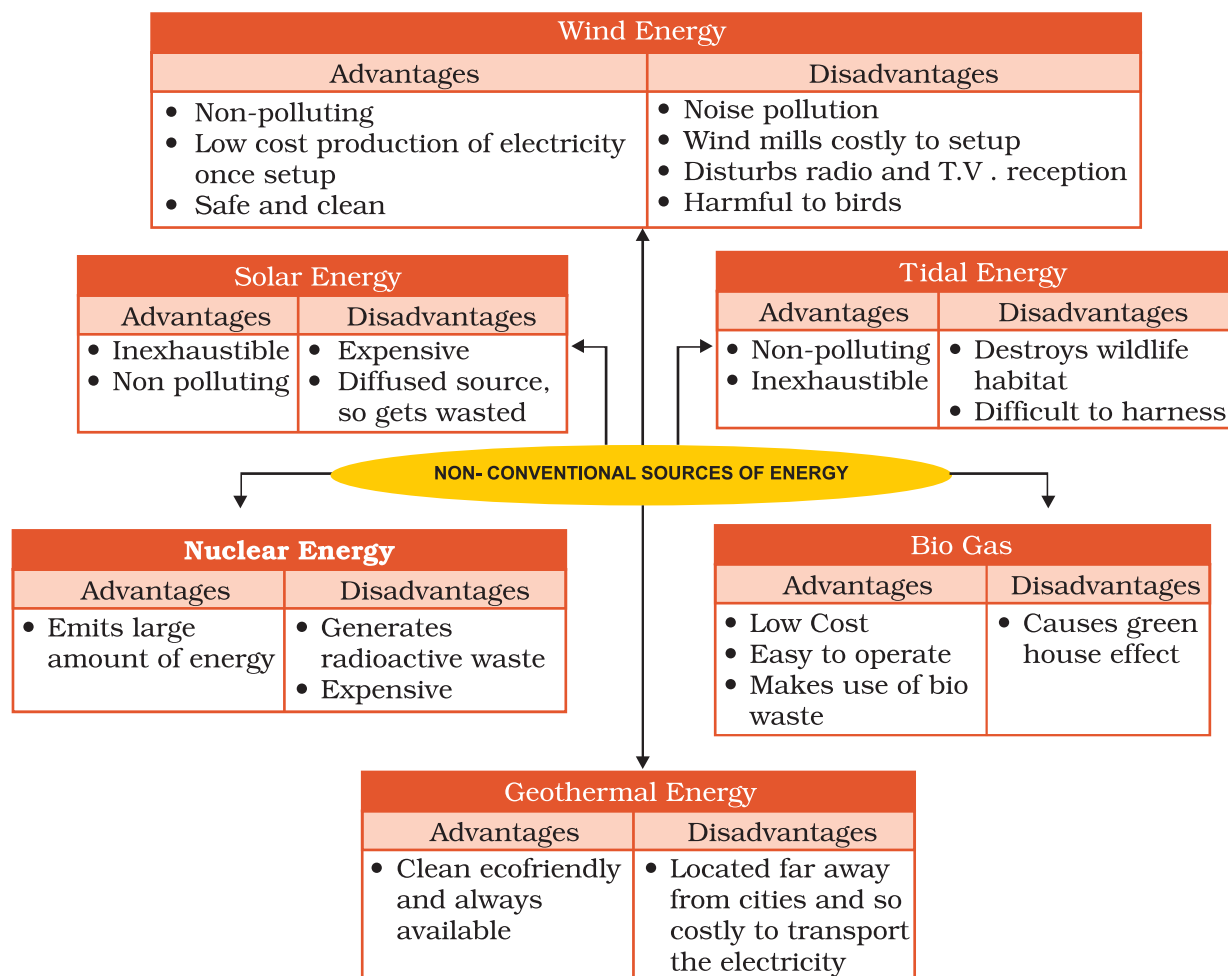 Wind Energy
Advantages
Disadvantages
• Non-polluting
• Low cost production of electricity
once setup
• Safe and clean
• Noise pollution
• Wind mills costly to setup
• Disturbs radio and T.V . reception
• Harmful to birds
Solar Energy
Advantages
Disadvantages
• Inexhaustible
• Non polluting
• Expensive
• Diffused source,
so gets wasted
Tidal Energy
Advantages
Disadvantages
• Non-polluting
• Inexhaustible
• Destroys wildlife
habitat
• Difficult to harness
NON- CONVENTIONAL SOURCES OF ENERGY
Nuclear Energy
Advantages
Disadvantages
• Emits large
amount of energy
• Generates
radioactive waste
• Expensive
Bio Gas
Advantages
Disadvantages
• Low Cost
• Easy to operate
• Makes use of bio
waste
• Causes green
house effect
Geothermal Energy
Advantages
Disadvantages
• Clean ecofriendly
and always
available
• Located far away
from cities and so
costly to transport
the electricity